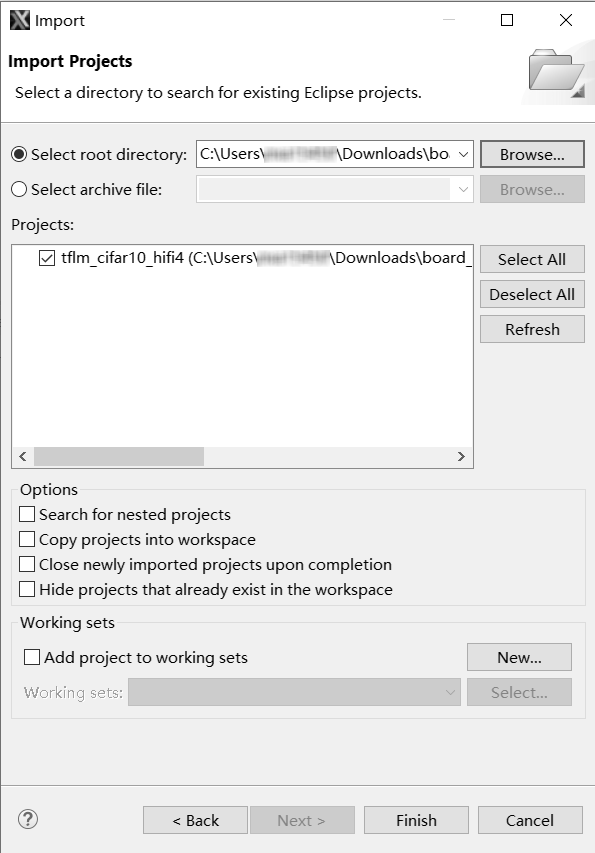 Import
Import Projects
Select a directory to search for existing Eclipse projects.
Select root directory: C:\Users\ \Downloads\boa Browse...
Select archive file: Browse...
Projects:
tflm_cifar10_hifi4 (C:\Users\ \Downloads\board_
Select All
Deselect All
Refresh
Options
Search for nested projects
Copy projects into workspace
Close newly imported projects upon completion
Hide projects that already exist in the workspace
Working sets
Add project to working sets New...
Working sets: Select...
? < Back Next > Finish Cancel